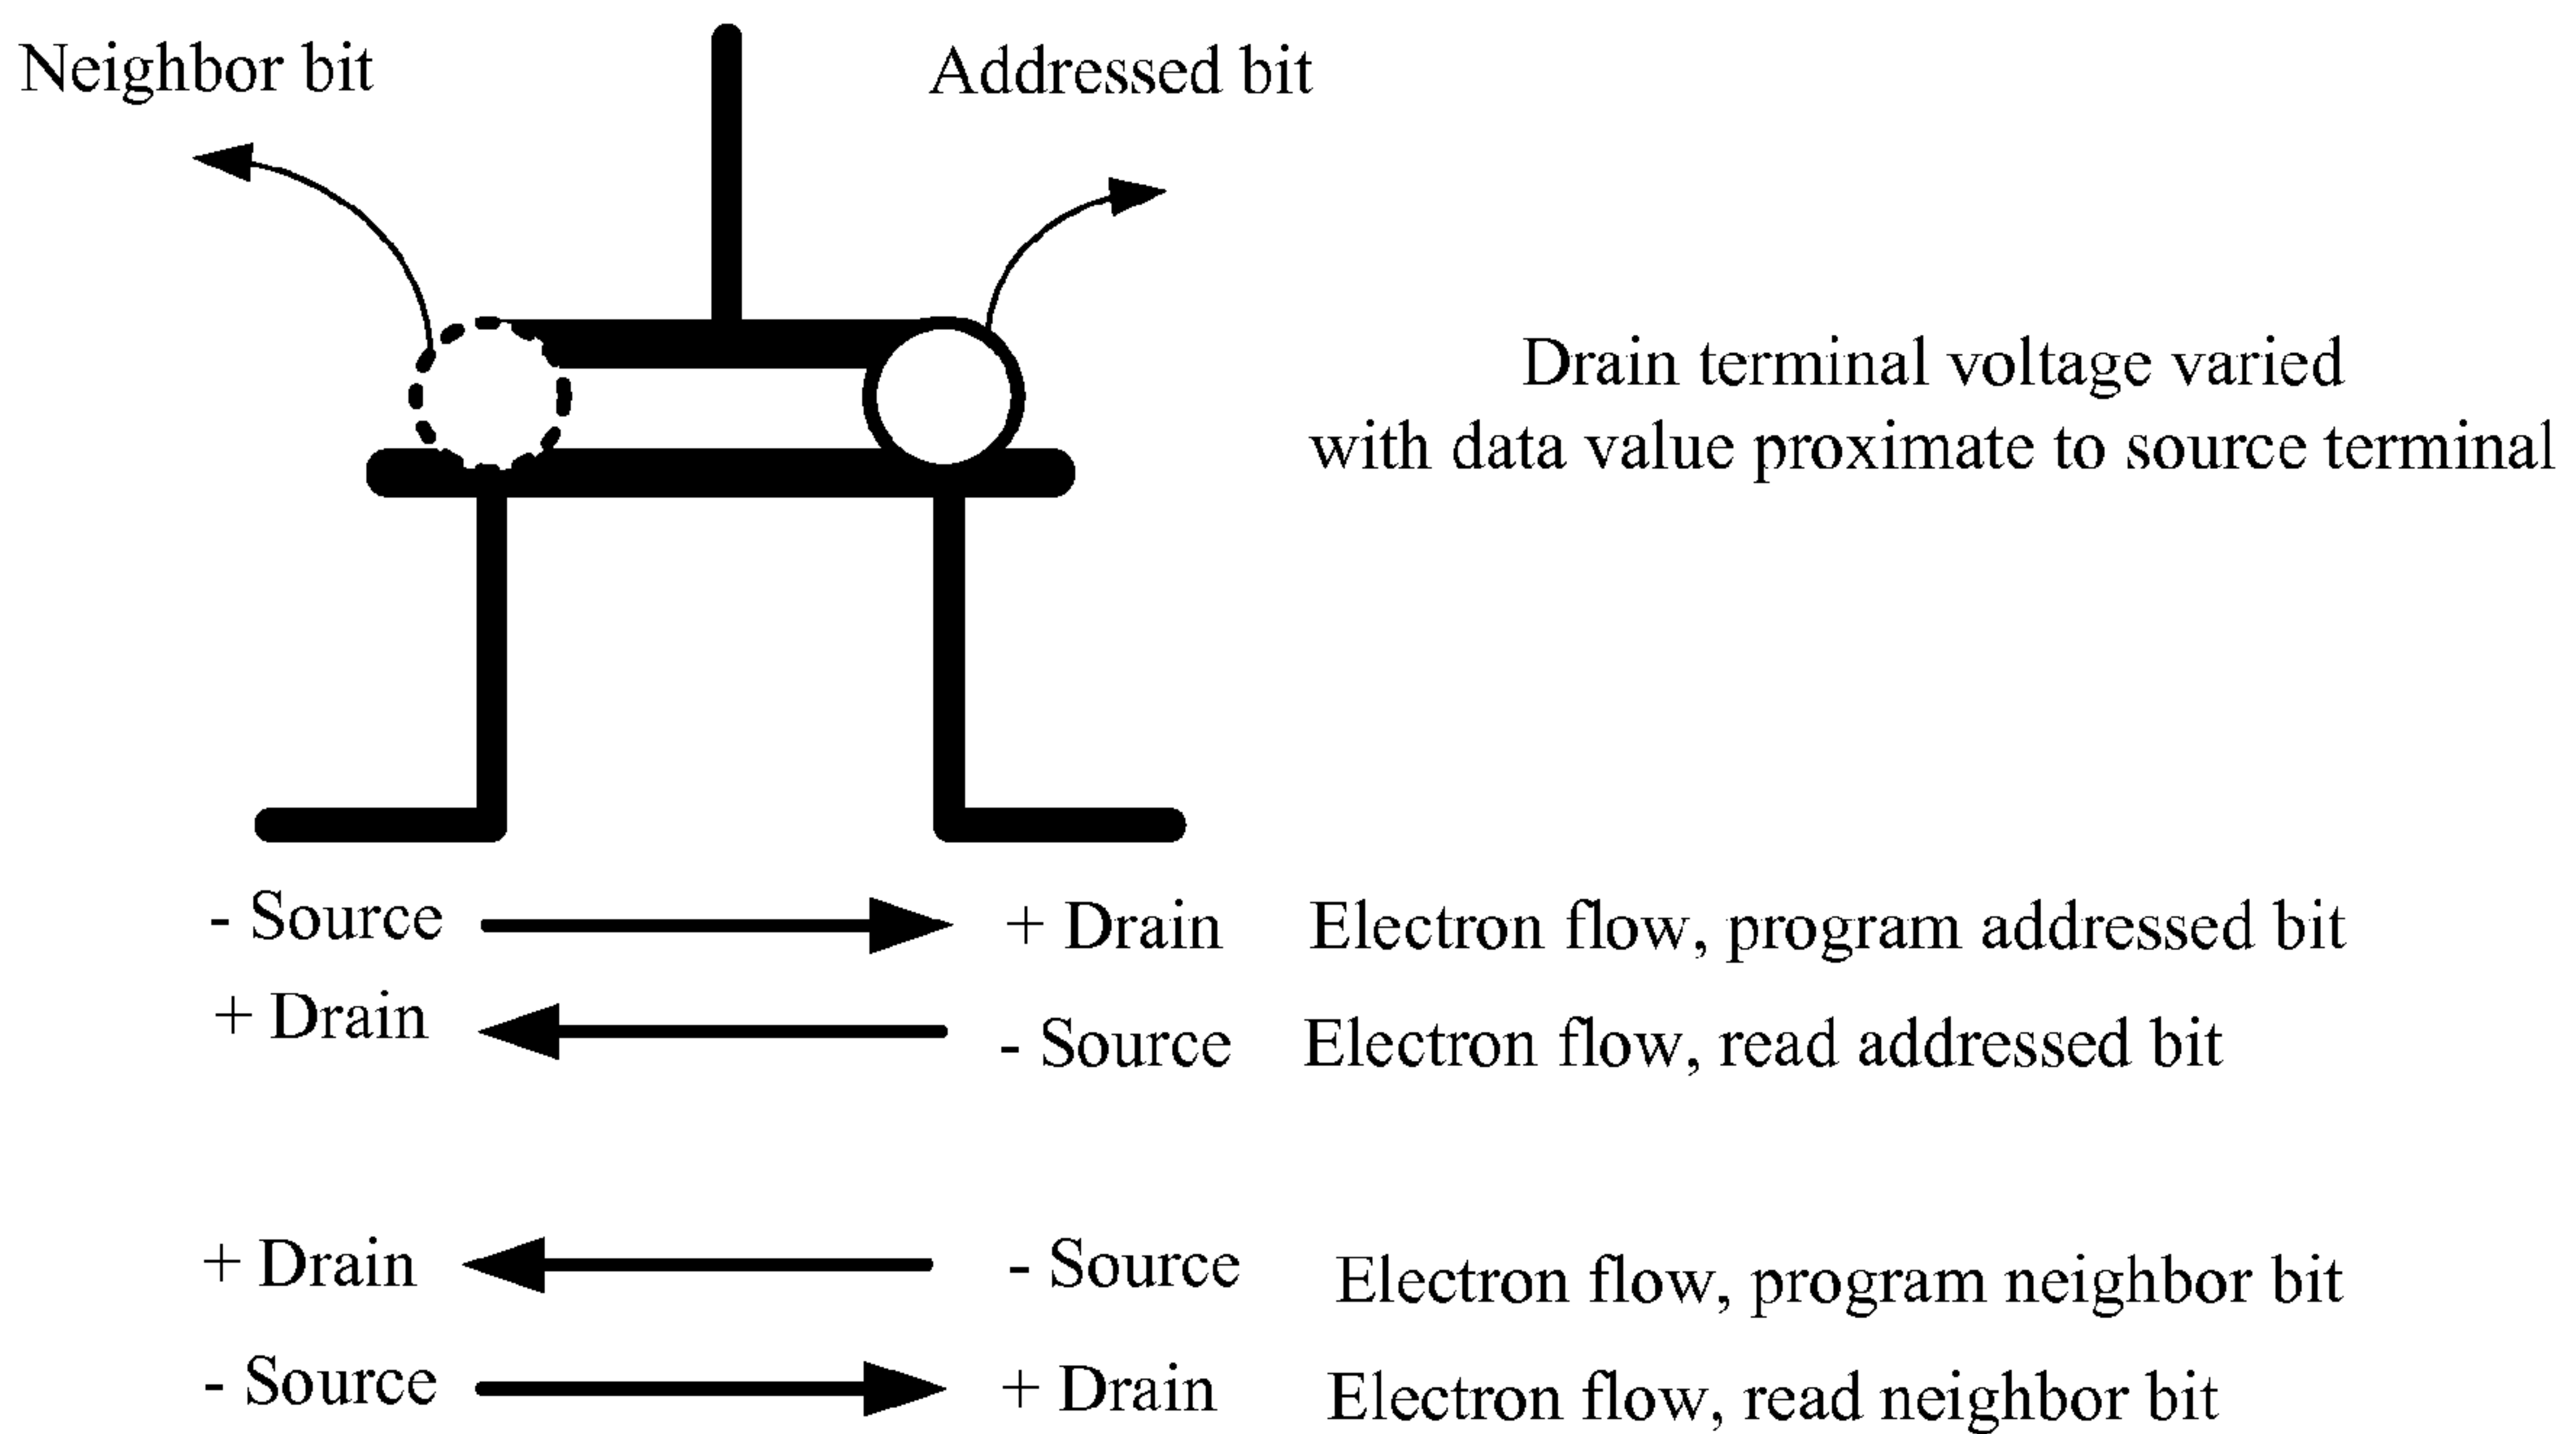 Neighbor bit
Addressed bit
Drain terminal voltage varied
with data value proximate to source terminal
- Source + Drain Electron flow, program addressed bit
+ Drain - Source Electron flow, read addressed bit
+ Drain - Source Electron flow, program neighbor bit
- Source + Drain Electron flow, read neighbor bit